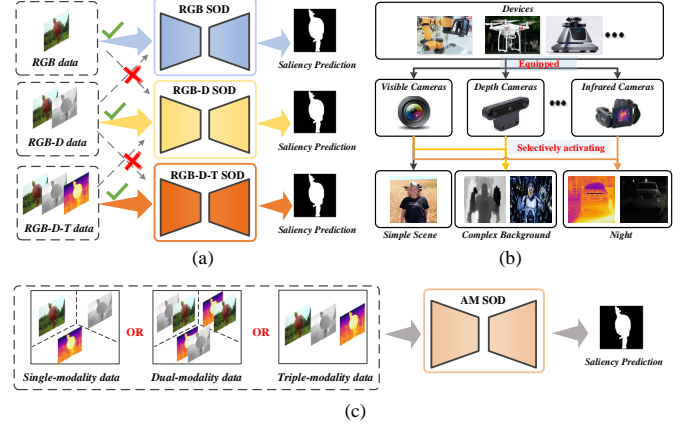 RGB data
RGB-D data
RGB-D-T data
RGB SOD
Saliency Prediction
RGB-D SOD
Saliency Prediction
RGB-D-T SOD
Saliency Prediction
(a)
Devices
Equipped
Visible Cameras
Depth Cameras
Infrared Cameras
Selectively activating
Simple Scene
Complex Background
Night
(b)
OR
OR
Single-modality data
Dual-modality data
Triple-modality data
AM SOD
Saliency Prediction
(c)